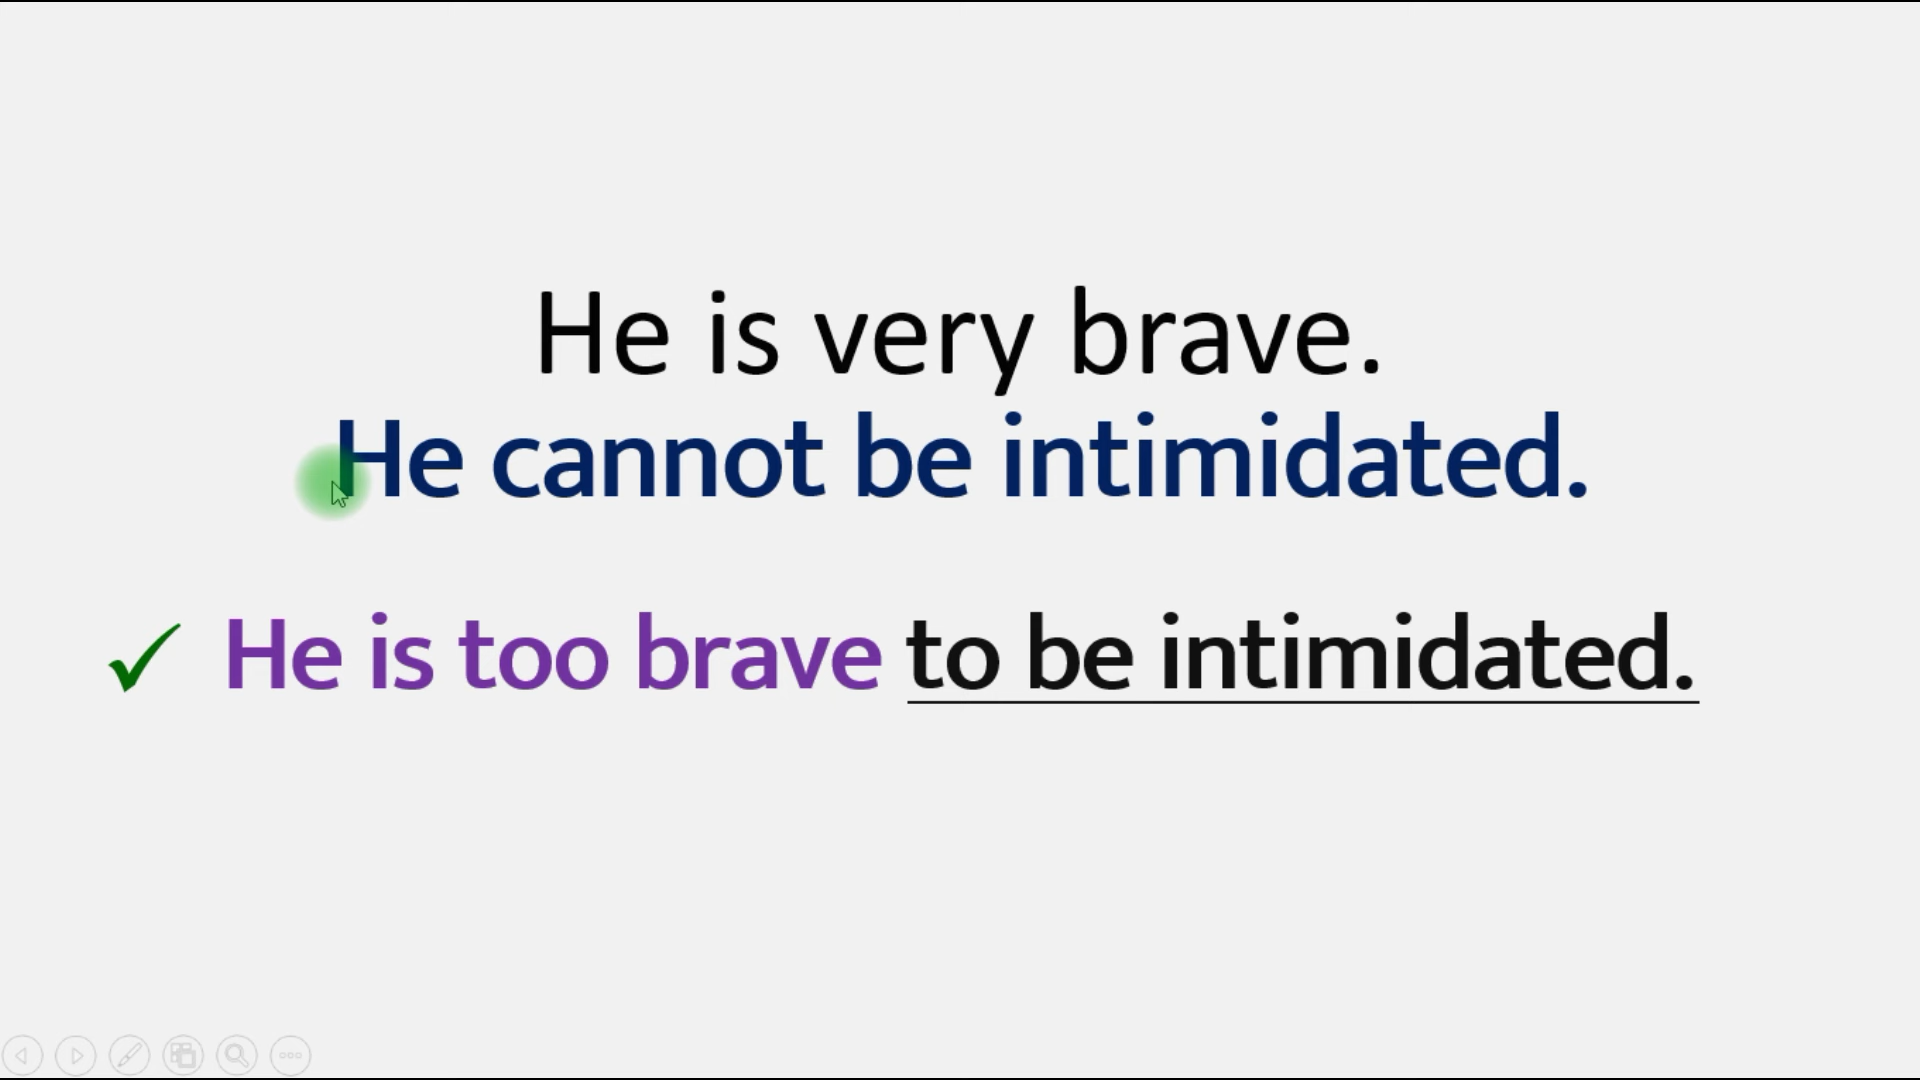 He is very brave.
He cannot be intimidated.
✓ He is too brave to be intimidated.